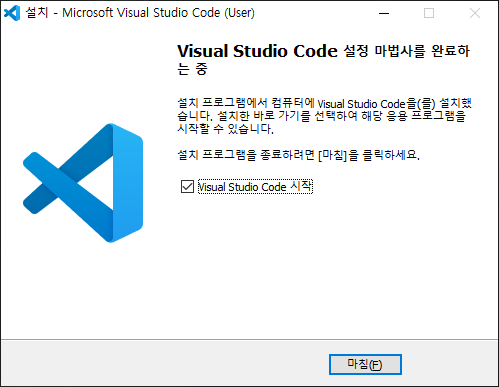 설치 - Microsoft Visual Studio Code (User)
Visual Studio Code 설정 마법사를 완료하
는 중
설치 프로그램에서 컴퓨터에 Visual Studio Code을(를) 설치했
습니다. 설치한 바로 가기를 선택하여 해당 응용 프로그램을
시작할 수 있습니다.
설치 프로그램을 종료하려면 [마침]을 클릭하세요.
Visual Studio Code 시작
마침(F)